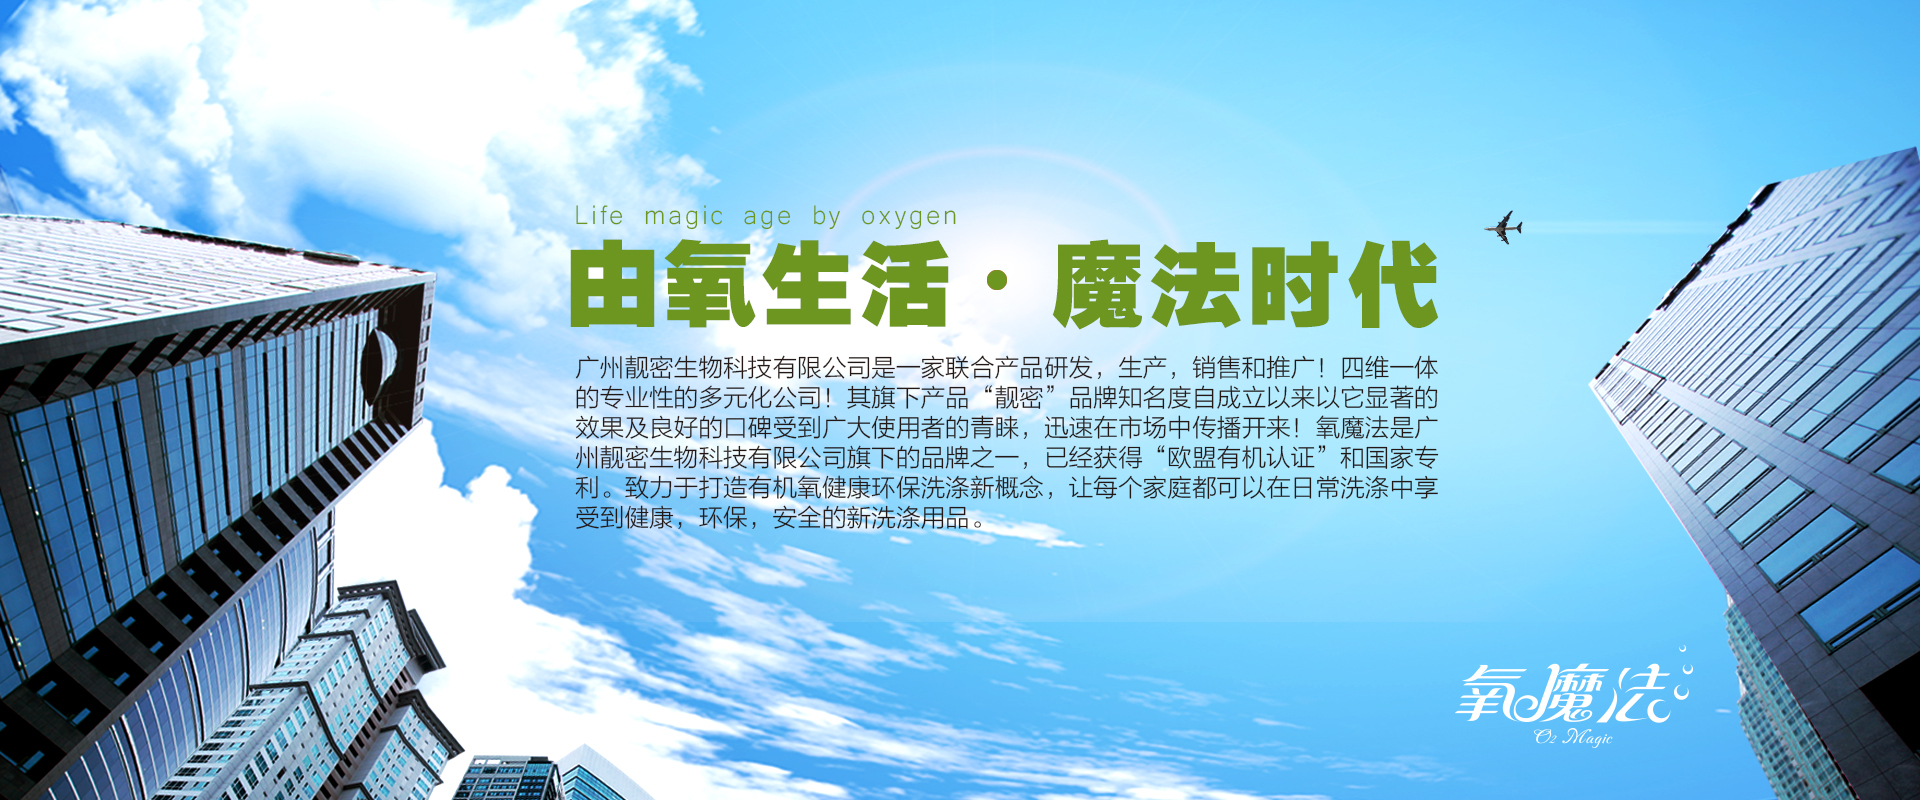 Life magic age by oxygen
由氧生活·魔法时代
广州靓密生物科技有限公司是一家联合产品研发，生产，销售和推广！四维一体
的专业性的多元化公司！其旗下产品“靓密”品牌知名度自成立以来以它显著的
效果及良好的口碑受到广大使用者的青睐，迅速在市场中传播开来！氧魔法是广
州靓密生物科技有限公司旗下的品牌之一，已经获得“欧盟有机认证”和国家专
利。致力于打造有机氧健康环保洗涤新概念，让每个家庭都可以在日常洗涤中享
受到健康，环保，安全的新洗涤用品。
氧魔法
O2 Magic